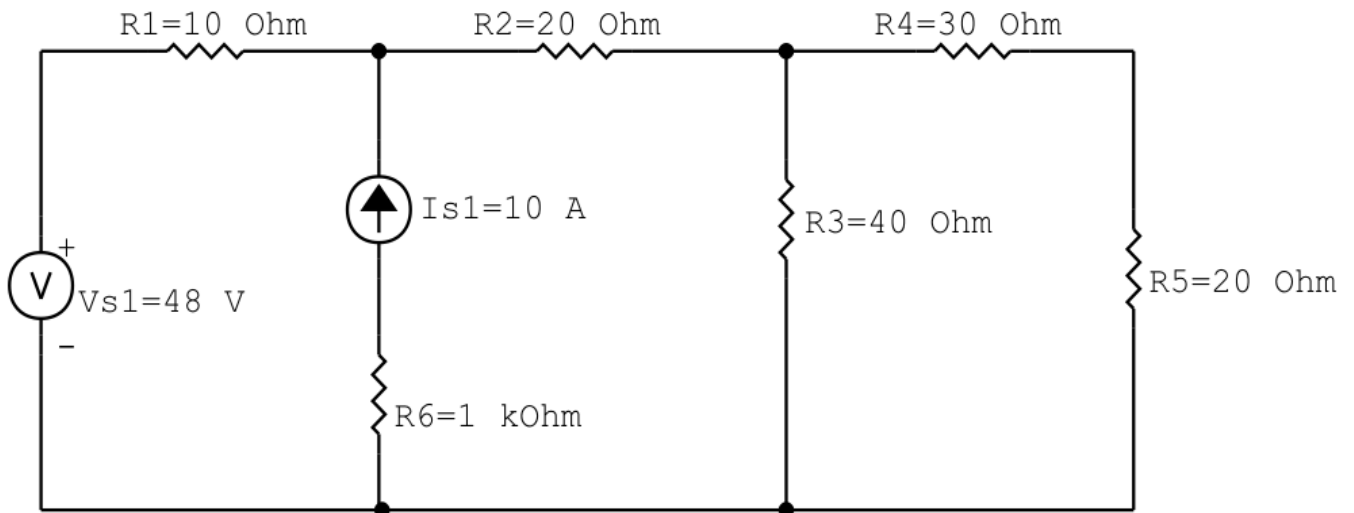 R1=10 Ohm
R2=20 Ohm
R4=30 Ohm
Is1=10 A
R3=40 Ohm
+
V
Vs1=48 V
−
R5=20 Ohm
R6=1 kOhm